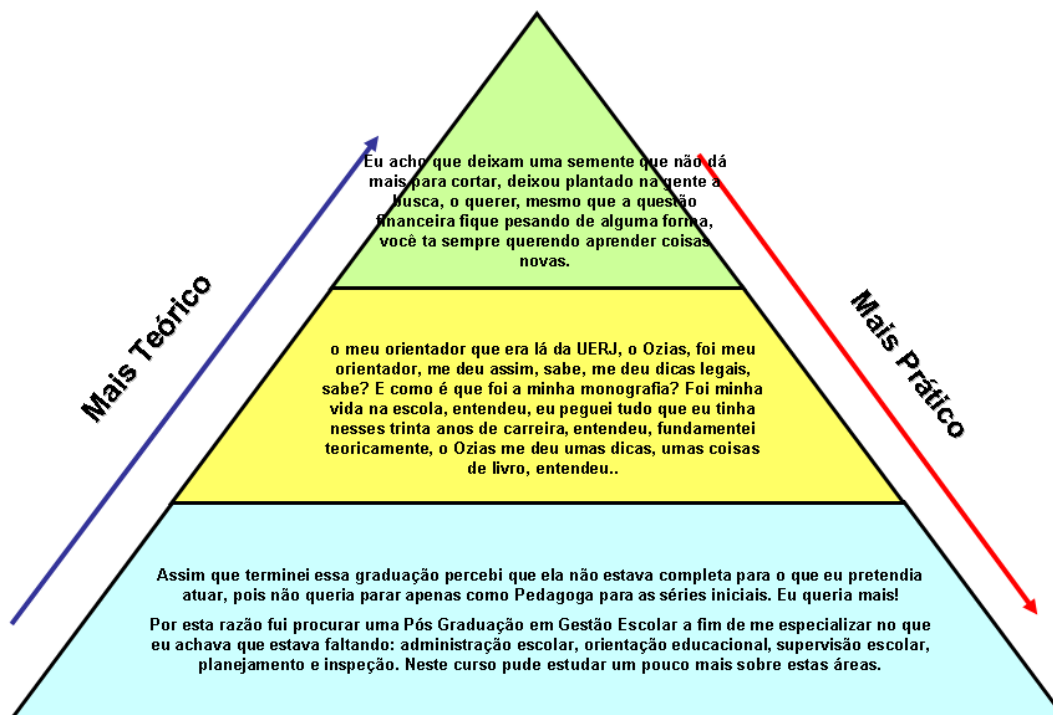 Eu acho que deixam uma semente que não dá
mais para cortar, deixou plantado na gente a
busca, o querer, mesmo que a questão
financeira fique pesando de alguma forma,
você ta sempre querendo aprender coisas
novas.
Mais Teórico
Mais Prático
o meu orientador que era lá da UERJ, o Ozias, foi meu
orientador, me deu assim, sabe, me deu dicas legais,
sabe? E como é que foi a minha monografia? Foi minha
vida na escola, entendeu, eu peguei tudo que eu tinha
nesses trinta anos de carreira, entendeu, fundamentei
teoricamente, o Ozias me deu umas dicas, umas coisas
de livro, entendeu..
Assim que terminei essa graduação percebi que ela não estava completa para o que eu pretendia
atuar, pois não queria parar apenas como Pedagoga para as séries iniciais. Eu queria mais!
Por esta razão fui procurar uma Pós Graduação em Gestão Escolar a fim de me especializar no que
eu achava que estava faltando: administração escolar, orientação educacional, supervisão escolar,
planejamento e inspeção. Neste curso pude estudar um pouco mais sobre estas áreas.